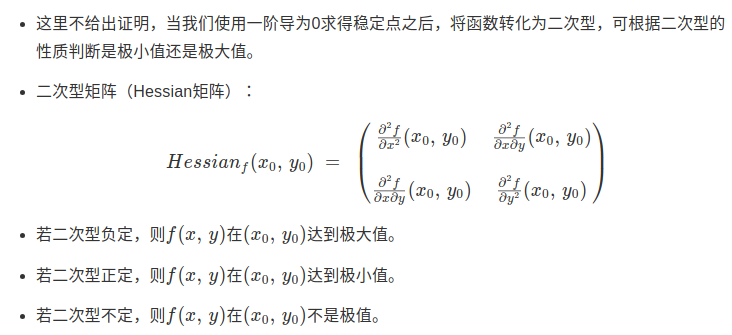 • 这里不给出证明，当我们使用一阶导为0求得稳定点之后，将函数转化为二次型，可根据二次型的
性质判断是极小值还是极大值。
• 二次型矩阵（Hessian矩阵）：
$Hessian_f(x_0, y_0) = \begin{pmatrix} \frac{\partial^2 f}{\partial x^2}(x_0, y_0) & \frac{\partial^2 f}{\partial x \partial y}(x_0, y_0) \\ \frac{\partial^2 f}{\partial x \partial y}(x_0, y_0) & \frac{\partial^2 f}{\partial y^2}(x_0, y_0) \end{pmatrix}$
• 若二次型负定，则$f(x, y)$在$(x_0, y_0)$达到极大值。
• 若二次型正定，则$f(x, y)$在$(x_0, y_0)$达到极小值。
• 若二次型不定，则$f(x, y)$在$(x_0, y_0)$不是极值。